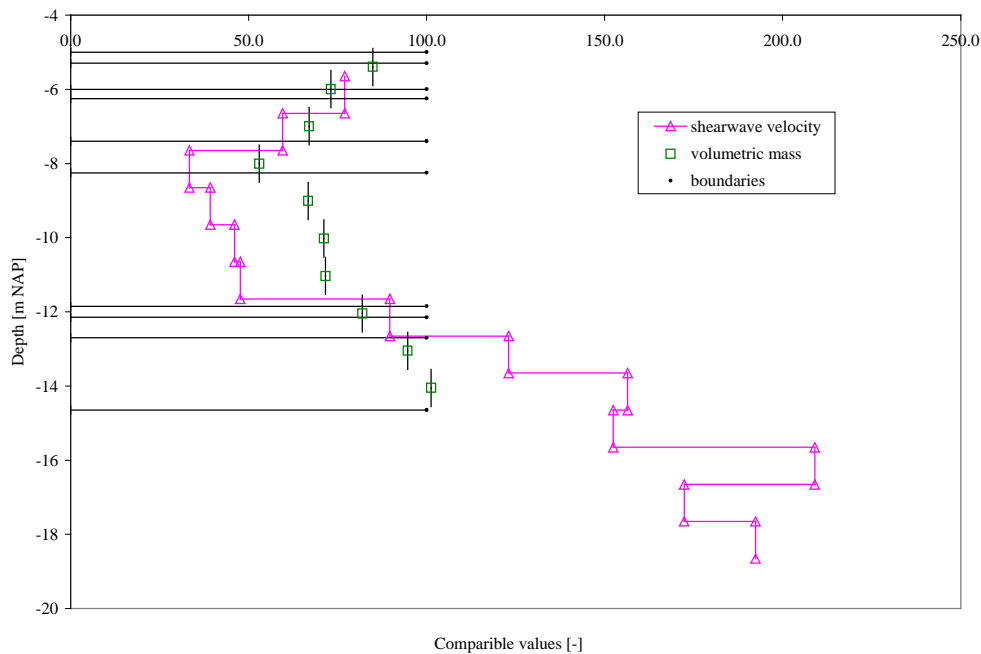 -4
0.0 50.0 100.0 150.0 200.0 250.0
-6
shearwave velocity
volumetric mass
boundaries
-8
-10
Depth [m NAP]
-12
-14
-16
-18
-20
Comparible values [-]